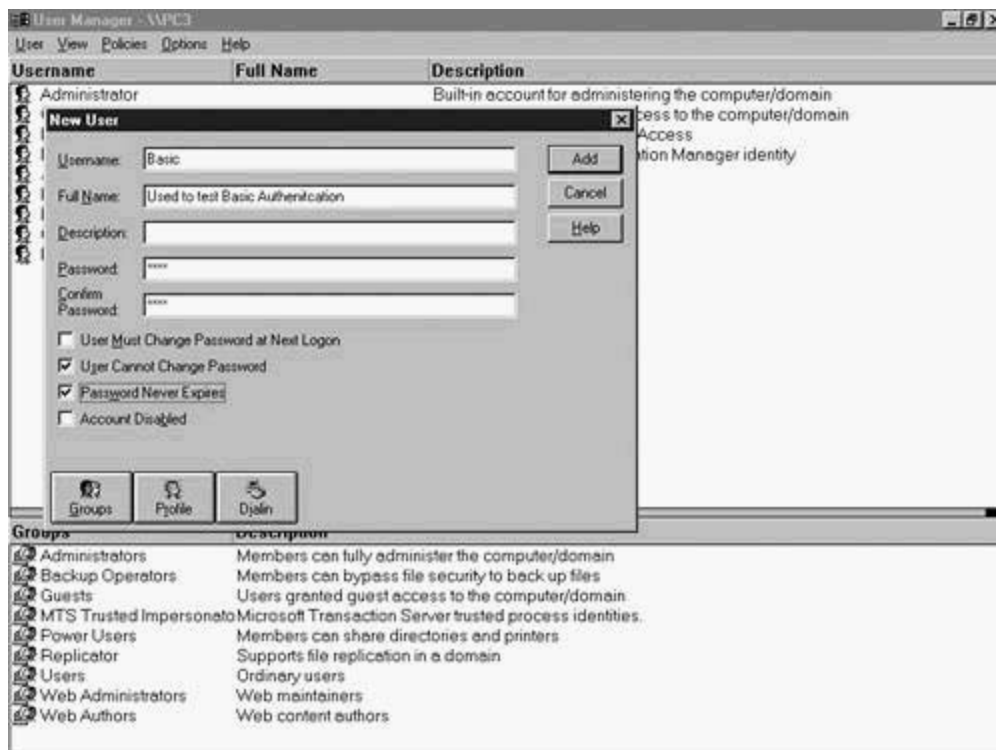 User Manager - \\PC3
User View Policies Options Help
Username Full Name Description
Administrator Built-in account for administering the computer/domain
cess to the computer/domain
Access
tion Manager identity
New User
Username: Basic
Add
Full Name: Used to test Basic Authenitcation
Cancel
Description:
Help
Password: ****
Confirm
Password: ****
User Must Change Password at Next Logon
User Cannot Change Password
Password Never Expires
Account Disabled
Groups Profile Dialin
Groups Description
Administrators Members can fully administer the computer/domain
Backup Operators Members can bypass file security to back up files
Guests Users granted guest access to the computer/domain
MTS Trusted Impersonato Microsoft Transaction Server trusted process identities.
Power Users Members can share directories and printers
Replicator Supports file replication in a domain
Users Ordinary users
Web Administrators Web maintainers
Web Authors Web content authors